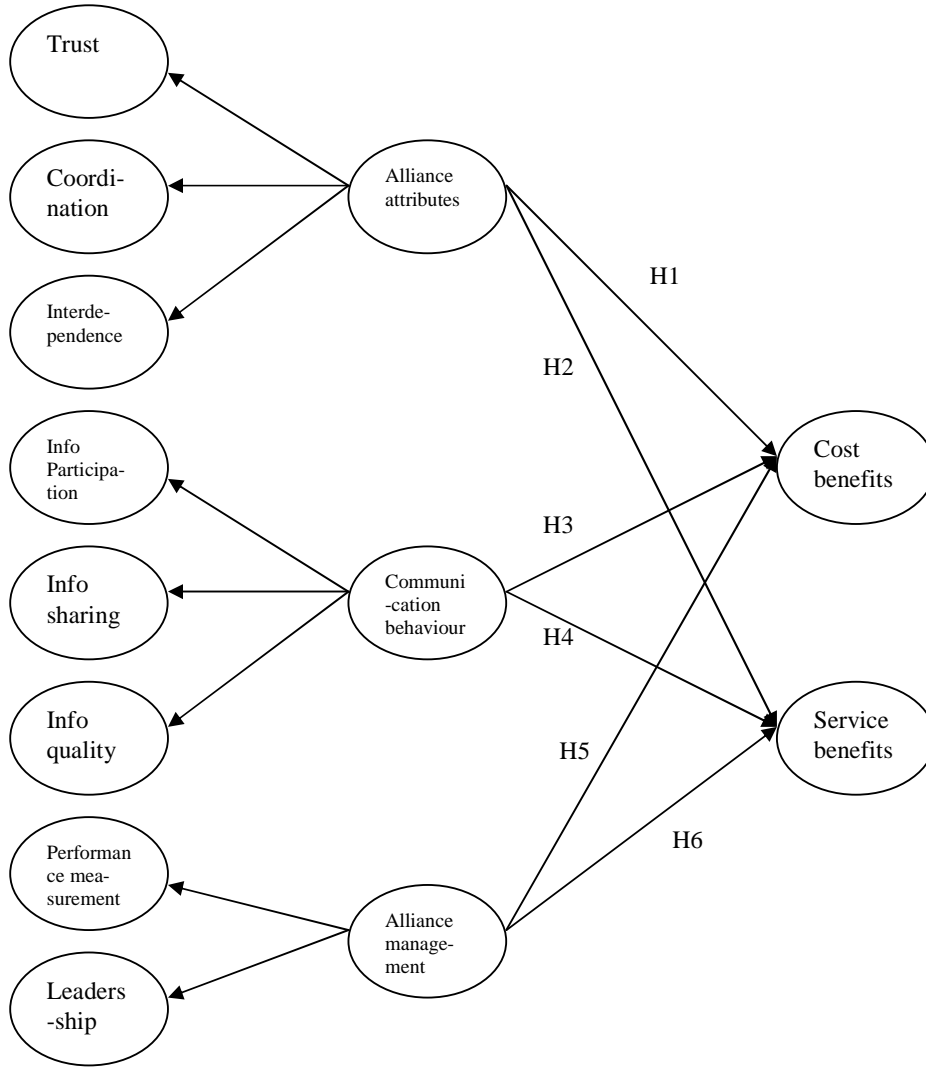 Trust
Coordi-
nation
Interde-
pendence
Info
Participa-
tion
Info
sharing
Info
quality
Performan
ce mea-
surement
Leaders
-ship
Alliance
attributes
Communi
-cation
behaviour
Alliance
manage-
ment
H1
H2
H3
H4
H5
H6
Cost
benefits
Service
benefits